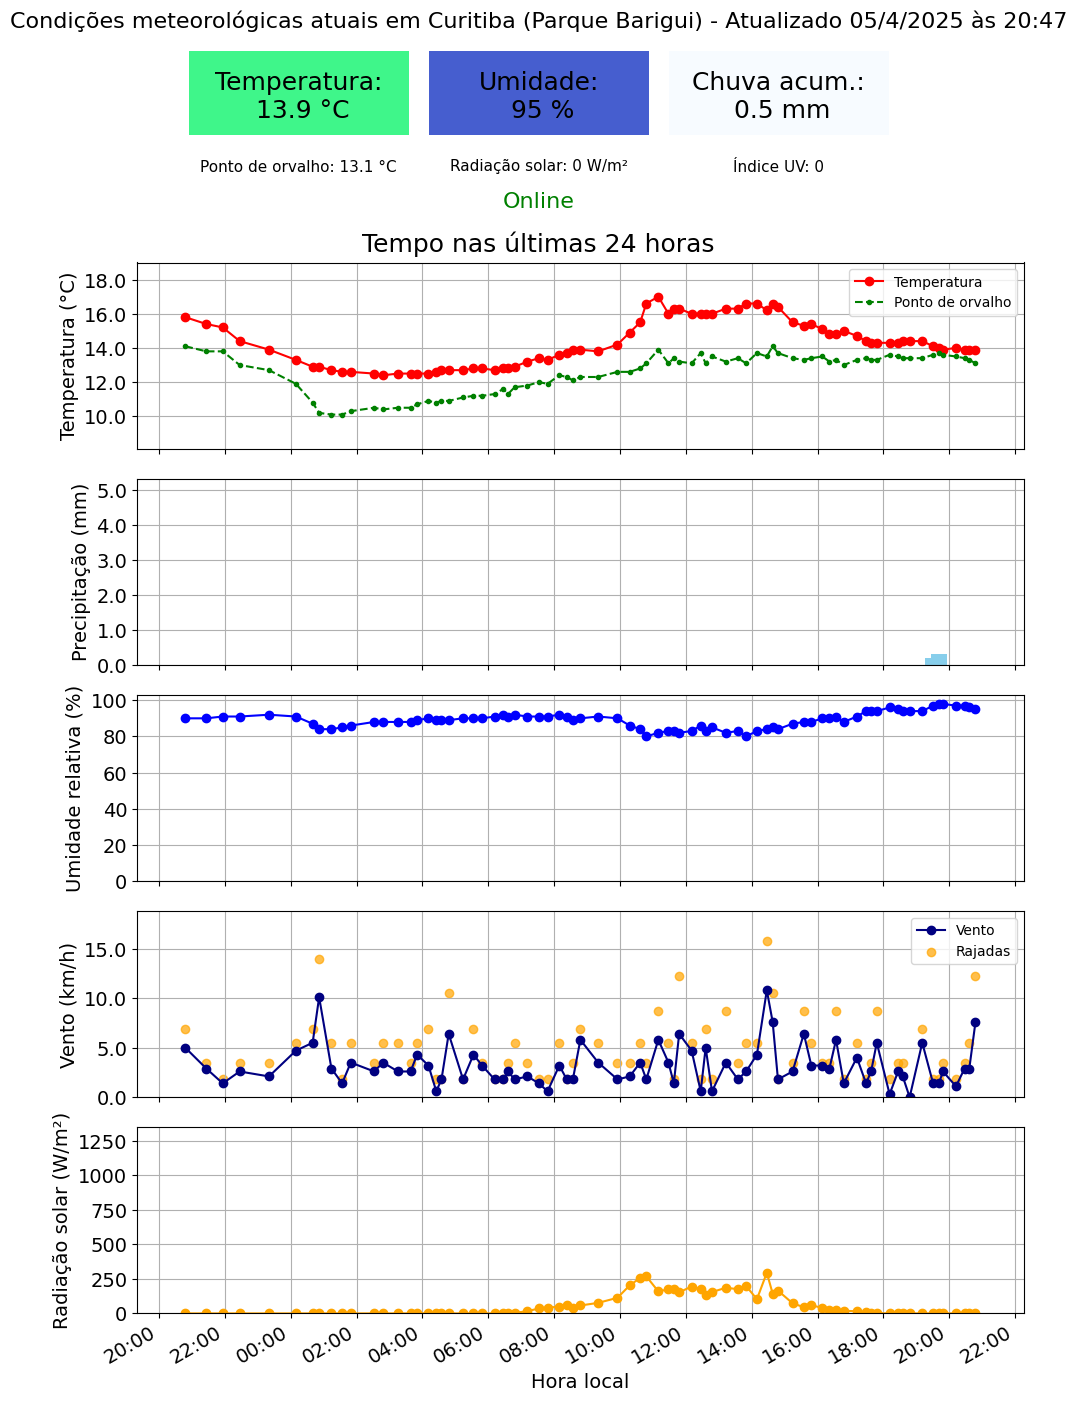 Condições meteorológicas atuais em Curitiba (Parque Barigui) - Atualizado 05/4/2025 às 20:47
Temperatura:
13.9 °C
Umidade:
95 %
Chuva acum.:
0.5 mm
Ponto de orvalho: 13.1 °C
Radiação solar: 0 W/m²
Índice UV: 0
Online
Tempo nas últimas 24 horas
Temperatura (°C)
18.0
16.0
14.0
12.0
10.0
Temperatura
Ponto de orvalho
Precipitação (mm)
5.0
4.0
3.0
2.0
1.0
0.0
Umidade relativa (%)
100
80
60
40
20
0
Vento (km/h)
15.0
10.0
5.0
0.0
Vento
Rajadas
Radiação solar (W/m²)
1250
1000
750
500
250
0
20:00
22:00
00:00
02:00
04:00
06:00
08:00
10:00
12:00
14:00
16:00
18:00
20:00
22:00
Hora local